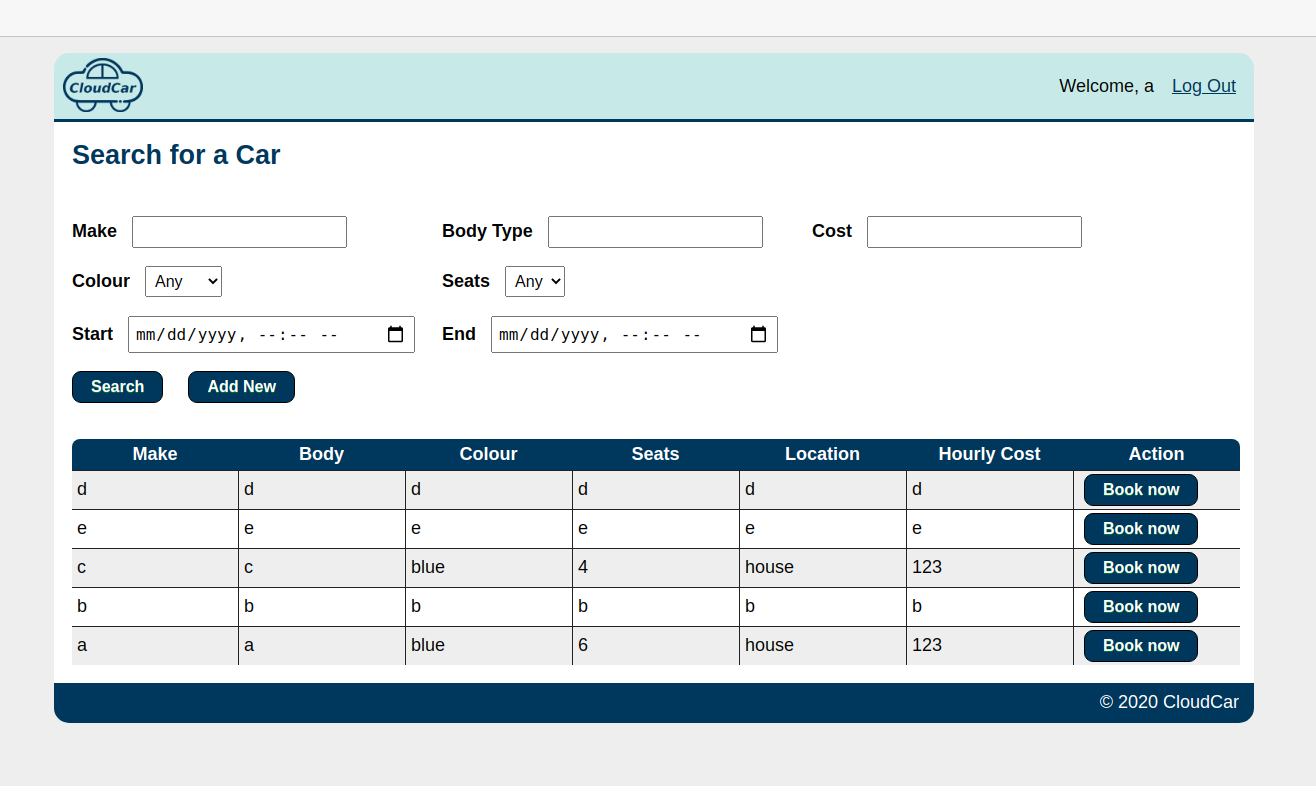 CloudCar
Welcome, a Log Out
Search for a Car
Make Body Type Cost
Colour Any Seats Any
Start mm/dd/yyyy, --:-- -- End mm/dd/yyyy, --:-- --
Search Add New
Make Body Colour Seats Location Hourly Cost Action
d d d d d d Book now
e e e e e e Book now
c c blue 4 house 123 Book now
b b b b b b Book now
a a blue 6 house 123 Book now
© 2020 CloudCar